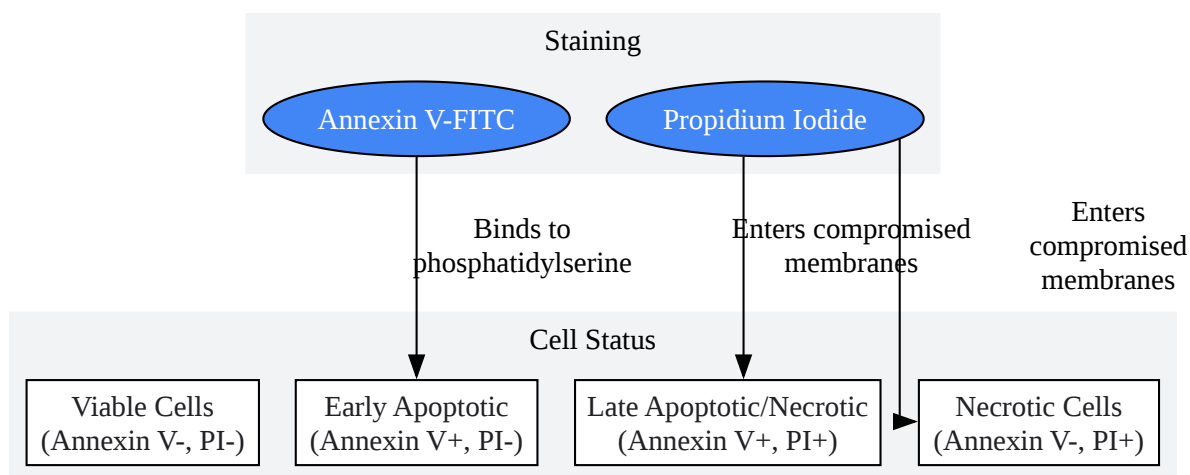 Staining
Annexin V-FITC
Propidium Iodide
Binds to
phosphatidylserine
Enters compromised
membranes
Enters
compromised
membranes
Cell Status
Viable Cells
(Annexin V-, PI-)
Early Apoptotic
(Annexin V+, PI-)
Late Apoptotic/Necrotic
(Annexin V+, PI+)
Necrotic Cells
(Annexin V-, PI+)